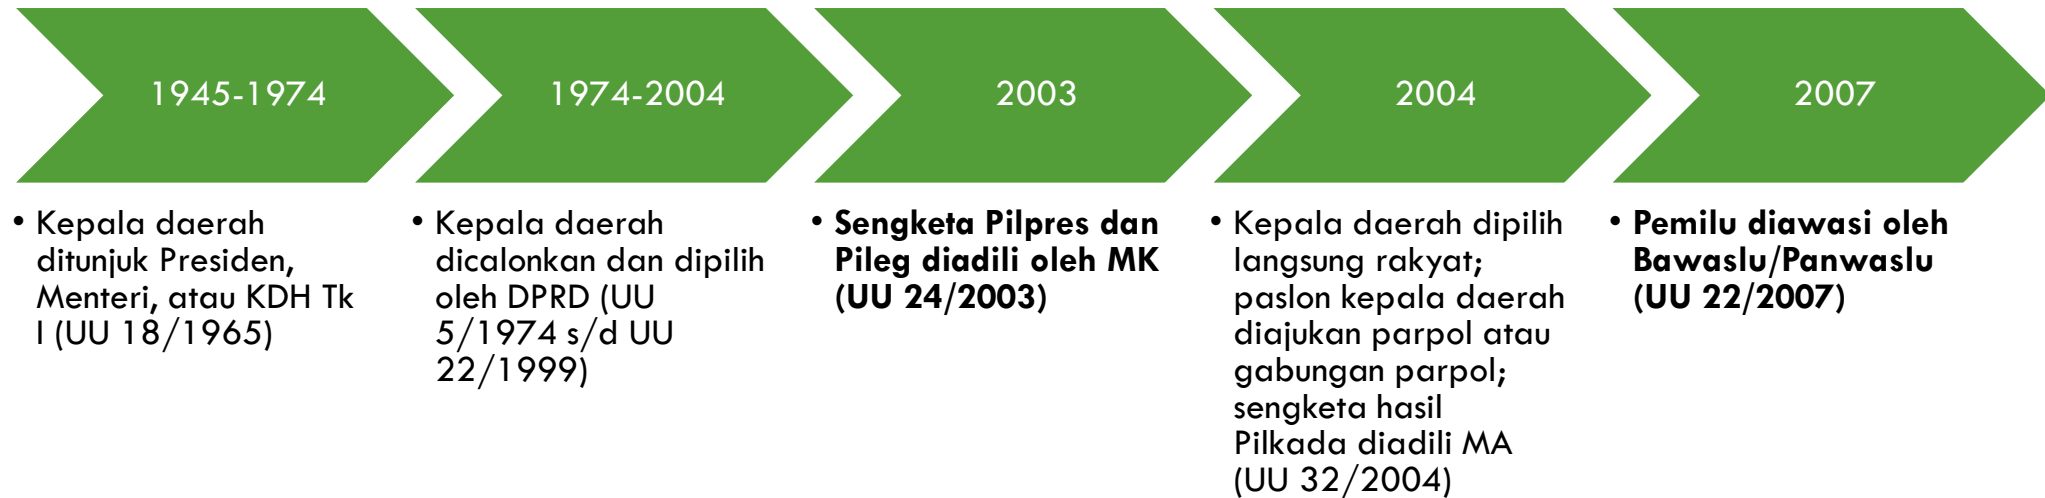 1945-1974
• Kepala daerah
ditunjuk Presiden,
Menteri, atau KDH Tk
I (UU 18/1965)
1974-2004
• Kepala daerah
dicalonkan dan dipilih
oleh DPRD (UU
5/1974 s/d UU
22/1999)
2003
• Sengketa Pilpres dan
Pileg diadili oleh MK
(UU 24/2003)
2004
• Kepala daerah dipilih
langsung rakyat;
paslon kepala daerah
diajukan parpol atau
gabungan parpol;
sengketa hasil
Pilkada diadili MA
(UU 32/2004)
2007
• Pemilu diawasi oleh
Bawaslu/Panwaslu
(UU 22/2007)